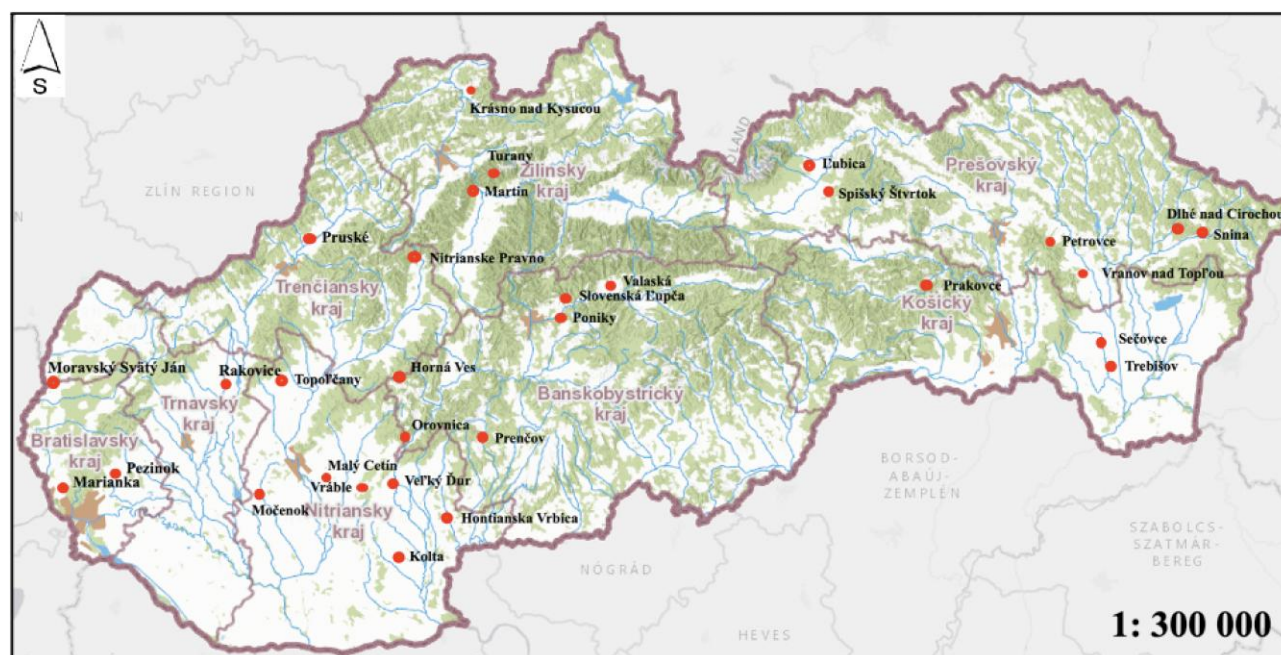 S
Krásno nad Kysucou
Turany
Žilinský
kraj
Martin
ZLÍN REGION
POLAND
Ľubica
Prešovský
kraj
Spišský Štvrtok
Dlhé nad Cirochou
Snina
Petrovce
Pruské
Nitrianske Pravno
Vranov nad Topľou
Trenčiansky
kraj
Valaská
Slovenská Ľupča
Prakovce
Košický
kraj
Poniky
Sečovce
Trebišov
Moravský Svätý Ján
Rakovice
Topoľčany
Horná Ves
Trnavský
kraj
Banskobystrický
kraj
Bratislavský
kraj
Orovnica
Prenčov
Pezinok
Marianka
Malý Cetín
Vráble
Veľký Ďur
Močenok
Nitriansky
kraj
Hontianska Vrbica
Kolta
BORSOD-
ABAÚJ-
ZEMPLÉN
NÓGRÁD
SZABOLCS-
SZATMÁR-
BEREG
HEVES
1: 300 000